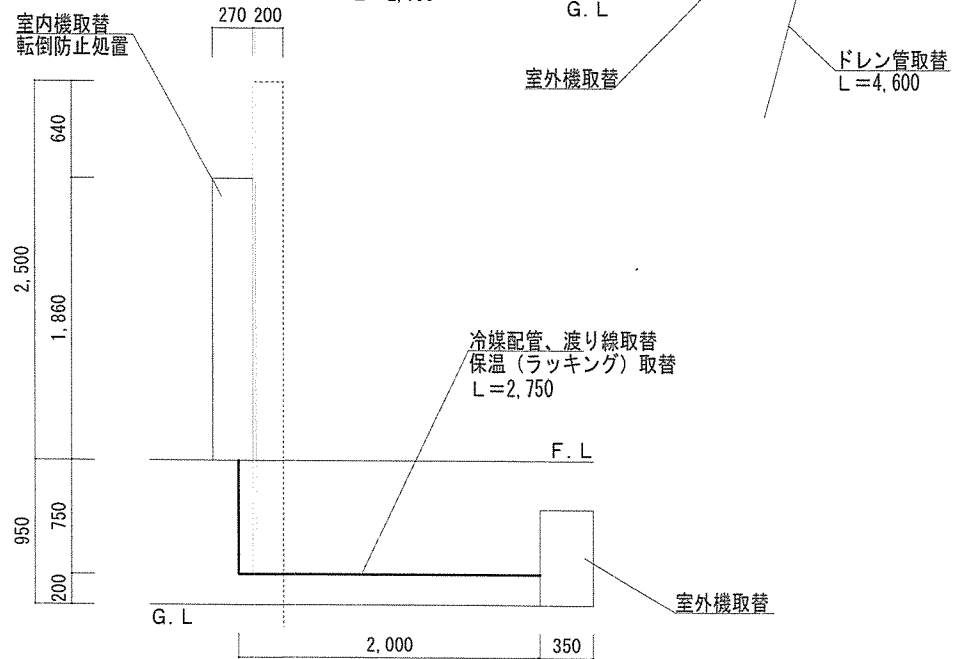 270 200
G. L
室内機取替
転倒防止処置
室外機取替
ドレン管取替
L=4,600
640
2,500
1,860
冷媒配管、渡り線取替
保温（ラッキング）取替
L=2,750
F. L
950
750
200
室外機取替
G. L
2,000
350